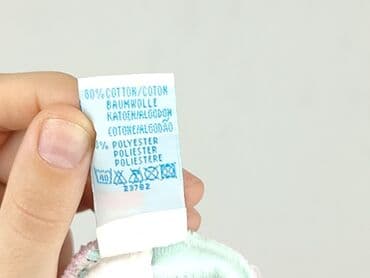 80% COTTON/COTON
BAUMWOLLE
KATOEN/ALGODON
COTONE/ALGODÃO
% POLYESTER
POLIESTER
POLIESTERE
40
23782